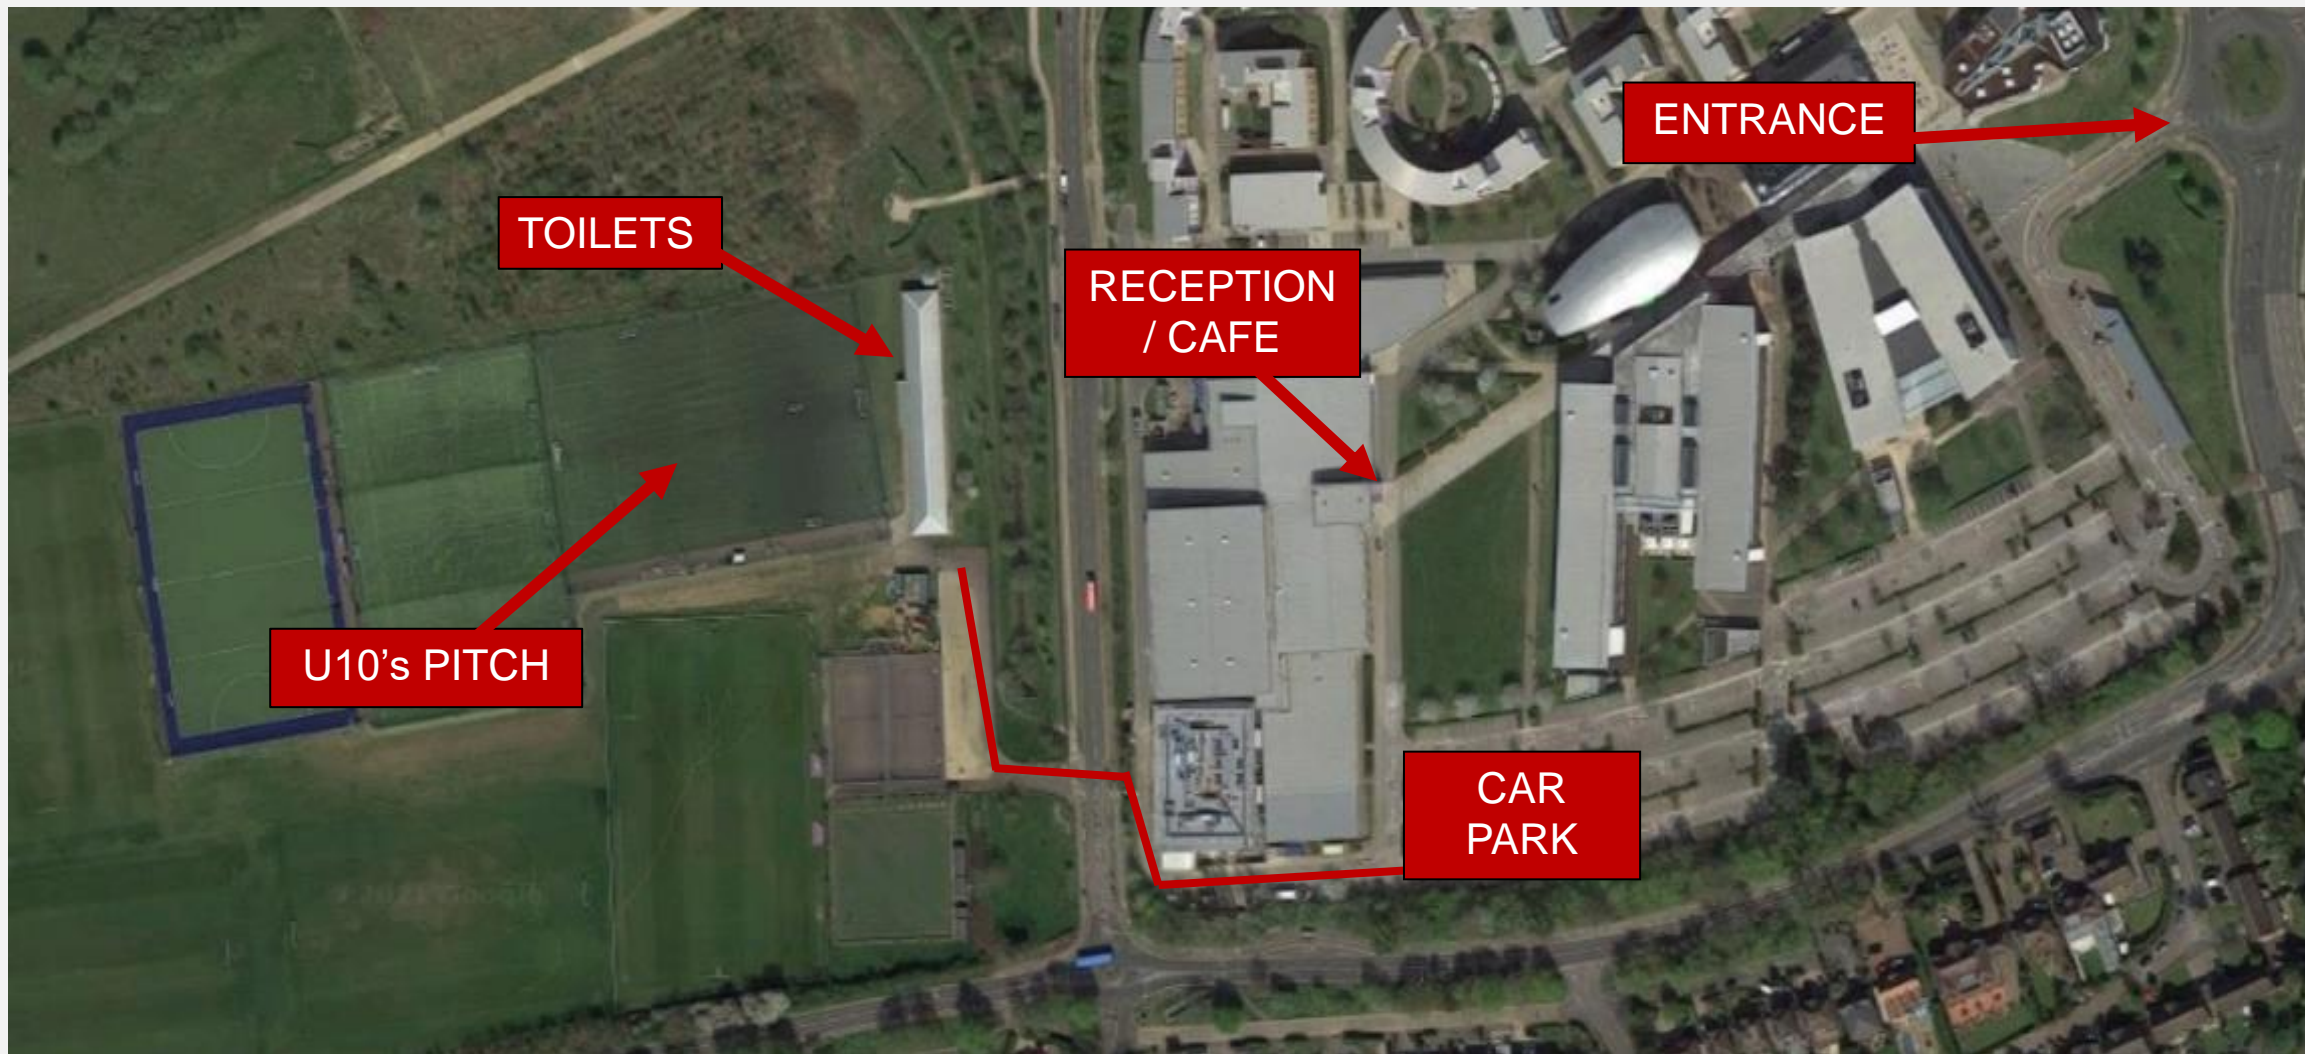 ENTRANCE
TOILETS
RECEPTION
/ CAFE
U10's PITCH
CAR
PARK